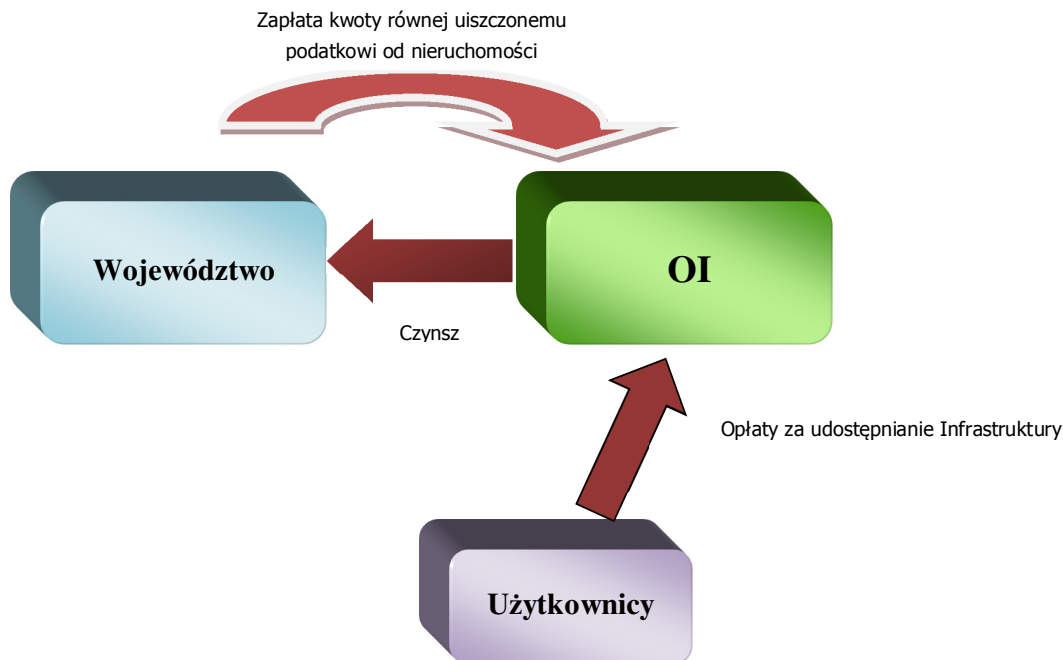 Zapłata kwoty równej uiszczonemu
podatkowi od nieruchomości
Województwo
OI
Czynsz
Opłaty za udostępnianie Infrastruktury
Użytkownicy